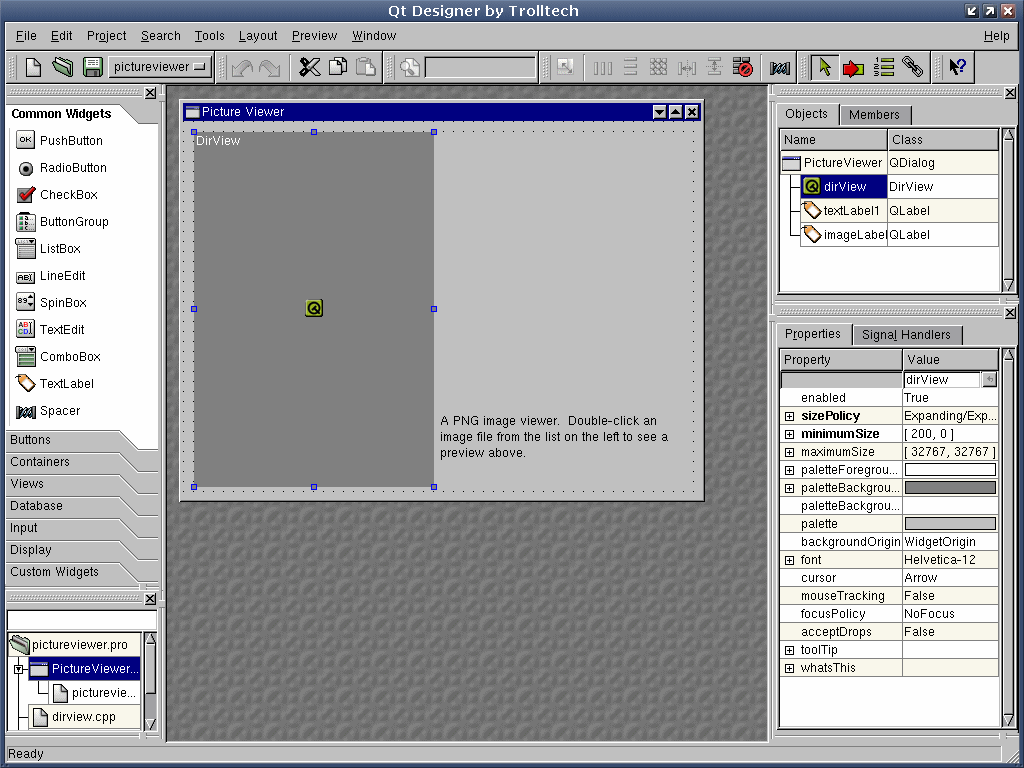 Qt Designer by Trolltech
File Edit Project Search Tools Layout Preview Window Help
pictureviewer
Common Widgets
PushButton
RadioButton
CheckBox
ButtonGroup
ListBox
LineEdit
SpinBox
TextEdit
ComboBox
TextLabel
Spacer
Buttons
Containers
Views
Database
Input
Display
Custom Widgets
pictureviewer.pro
PictureViewer...
picturevie...
dirview.cpp
Picture Viewer
DirView
A PNG image viewer. Double-click an
image file from the list on the left to see a
preview above.
Objects Members
Name Class
PictureViewer QDialog
dirView DirView
textLabel1 QLabel
imageLabel QLabel
Properties Signal Handlers
Property Value
dirView
enabled True
sizePolicy Expanding/Exp...
minimumSize [ 200, 0 ]
maximumSize [ 32767, 32767 ]
paletteForegrou...
paletteBackgrou...
paletteBackgrou...
palette
backgroundOrigin WidgetOrigin
font Helvetica-12
cursor Arrow
mouseTracking False
focusPolicy NoFocus
acceptDrops False
toolTip
whatsThis
Ready